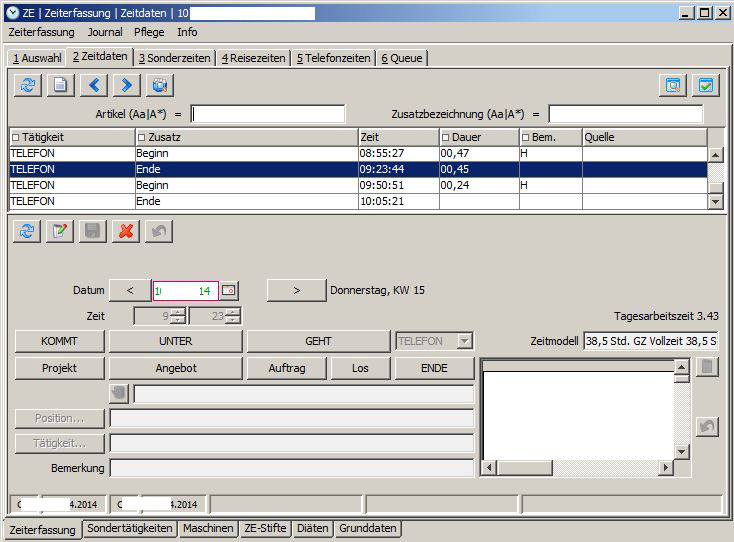 ZE | Zeiterfassung | Zeitdaten | 10
Zeiterfassung Journal Pflege Info
1 Auswahl 2 Zeitdaten 3 Sonderzeiten 4 Reisezeiten 5 Telefonzeiten 6 Queue
Artikel (Aa|A*) = Zusatzbezeichnung (Aa|A*) =
Tätigkeit Zusatz Zeit Dauer Bem. Quelle
TELEFON Beginn 08:55:27 00,47 H
TELEFON Ende 09:23:44 00,45
TELEFON Beginn 09:50:51 00,24 H
TELEFON Ende 10:05:21
Datum < 14 > Donnerstag, KW 15
Zeit 9 23 Tagesarbeitszeit 3.43
KOMMT UNTER GEHT TELEFON Zeitmodell 38,5 Std. GZ Vollzeit 38,5 S
Projekt Angebot Auftrag Los ENDE
Position...
Tätigkeit...
Bemerkung
4.2014 4.2014
Zeiterfassung Sondertätigkeiten Maschinen ZE-Stifte Diäten Grunddaten